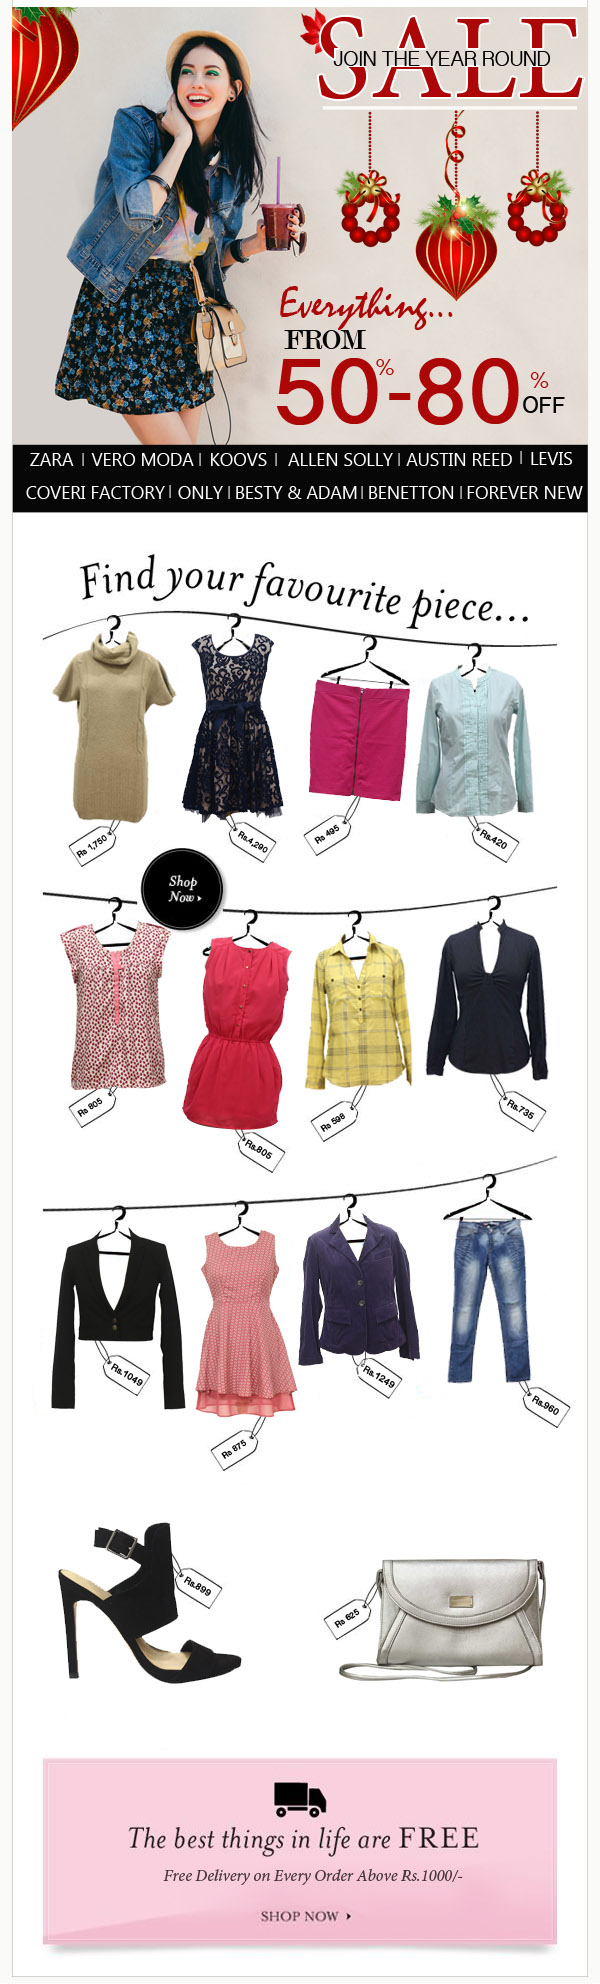 SALE
JOIN THE YEAR ROUND
Everything...
FROM
50%-80% OFF
ZARA | VERO MODA | KOOVS | ALLEN SOLLY | AUSTIN REED | LEVIS
COVERI FACTORY | ONLY | BESTY & ADAM | BENETTON | FOREVER NEW
Find your favourite piece...
Rs 1,750
Rs.4,290
Rs 495
Rs.420
Shop
Now ›
Rs 805
Rs.805
Rs 598
Rs.735
Rs.1049
Rs 875
Rs.1249
Rs.960
Rs.899
Rs 625
The best things in life are FREE
Free Delivery on Every Order Above Rs.1000/-
SHOP NOW ›